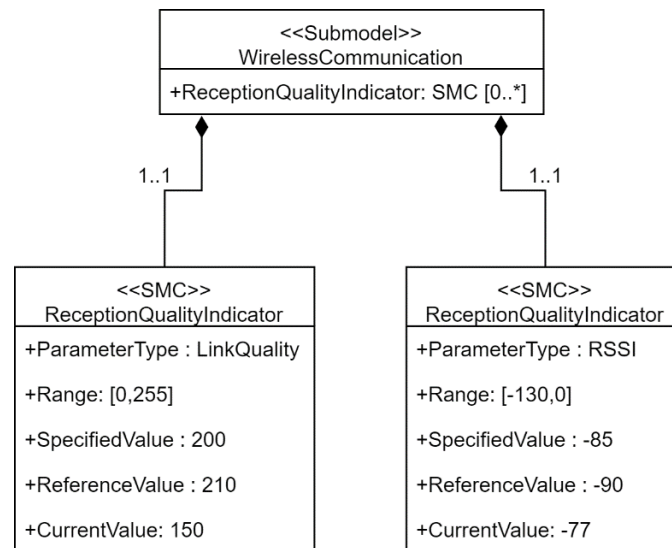 <<Submodel>>
WirelessCommunication
+ReceptionQualityIndicator: SMC [0..*]
1..1
1..1
<<SMC>>
ReceptionQualityIndicator
+ParameterType : LinkQuality
+Range: [0,255]
+SpecifiedValue : 200
+ReferenceValue : 210
+CurrentValue: 150
<<SMC>>
ReceptionQualityIndicator
+ParameterType : RSSI
+Range: [-130,0]
+SpecifiedValue : -85
+ReferenceValue : -90
+CurrentValue: -77